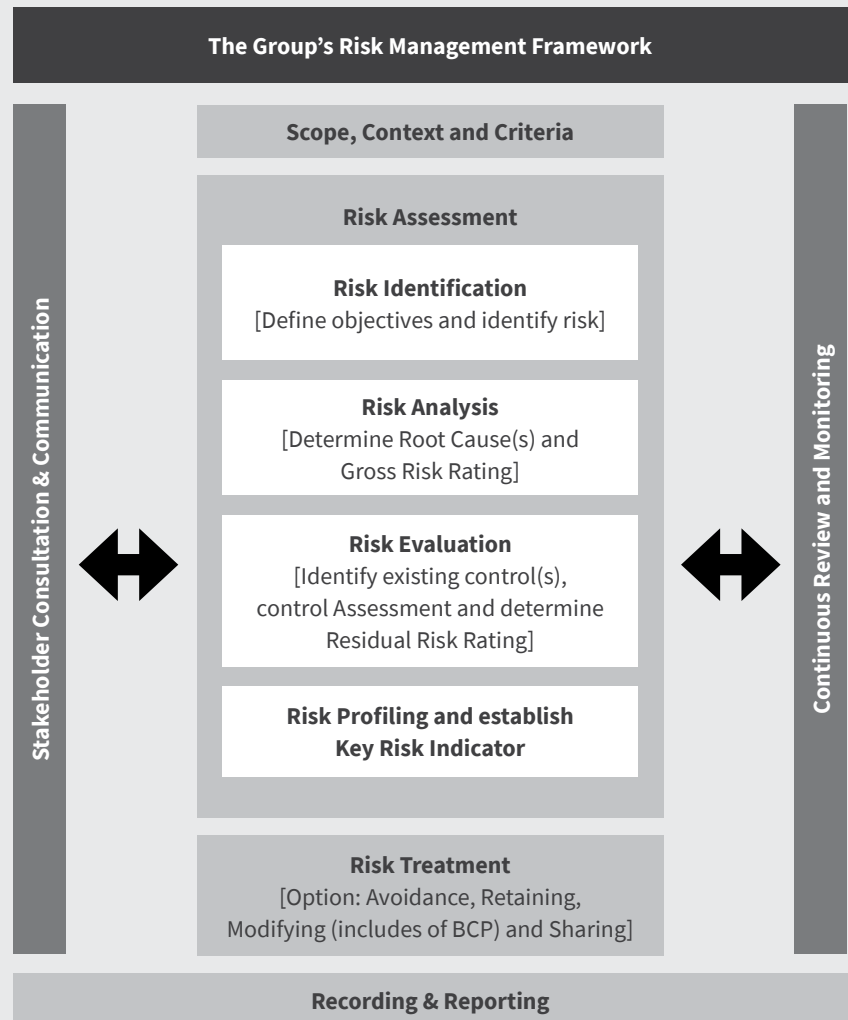 The Group’s Risk Management Framework
Stakeholder Consultation & Communication
Scope, Context and Criteria
Risk Assessment
Risk Identification
[Define objectives and identify risk]
Risk Analysis
[Determine Root Cause(s) and
Gross Risk Rating]
Risk Evaluation
[Identify existing control(s),
control Assessment and determine
Residual Risk Rating]
Risk Profiling and establish
Key Risk Indicator
Risk Treatment
[Option: Avoidance, Retaining,
Modifying (includes of BCP) and Sharing]
Continuous Review and Monitoring
Recording & Reporting